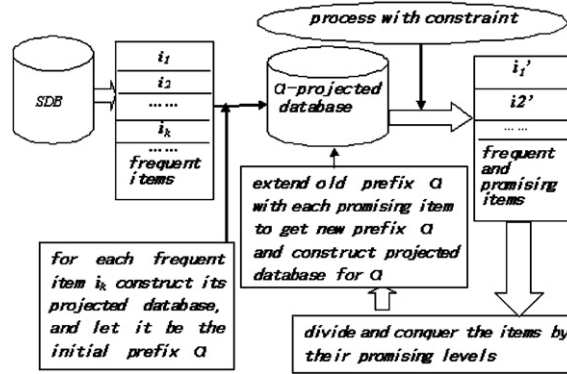 process with constraint
SDB
i₁
i₂
……
iₖ
……
frequent
items
α-projected
database
i₁'
i2'
……
frequent
and
promising
items
extend old prefix α
with each promising item
to get new prefix α
and construct projected
database for α
for each frequent
item iₖ construct its
projected database,
and let it be the
initial prefix α
divide and conquer the items by
their promising levels